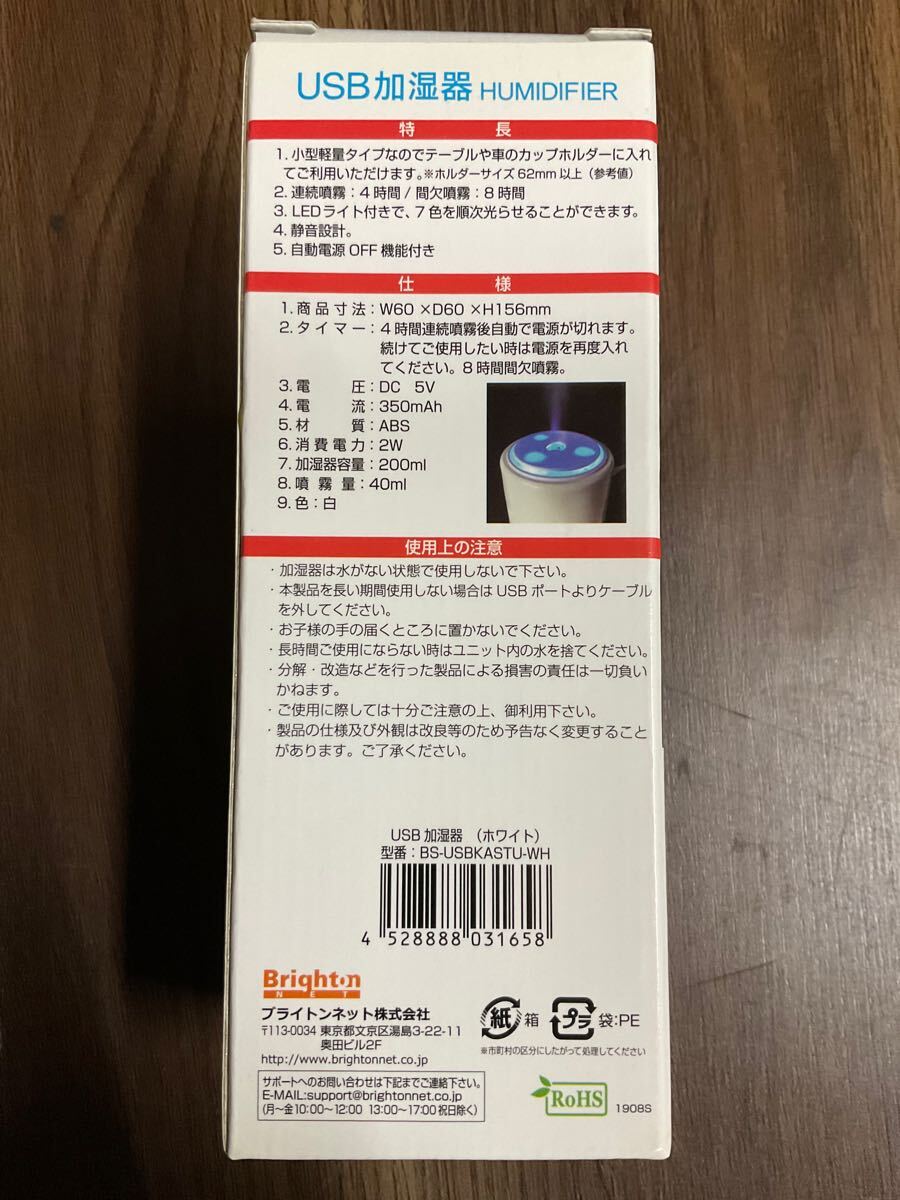 USB加湿器 HUMIDIFIER
特 長
1. 小型軽量タイプなのでテーブルや車のカップホルダーに入れ
てご利用いただけます。※ホルダーサイズ 62mm 以上（参考値）
2. 連続噴霧：4 時間 / 間欠噴霧：8 時間
3. LED ライト付きで、7 色を順次光らせることができます。
4. 静音設計。
5. 自動電源 OFF 機能付き
仕 様
1. 商品寸法：W60 ×D60 ×H156mm
2. タイマー：4 時間連続噴霧後自動で電源が切れます。
続けてご使用したい時は電源を再度入れ
てください。8 時間間欠噴霧。
3. 電 圧：DC 5V
4. 電 流：350mAh
5. 材 質：ABS
6. 消費電力：2W
7. 加湿器容量：200ml
8. 噴霧量：40ml
9. 色：白
使用上の注意
・加湿器は水がない状態で使用しないで下さい。
・本製品を長い期間使用しない場合は USB ポートよりケーブル
を外してください。
・お子様の手の届くところに置かないでください。
・長時間ご使用にならない時はユニット内の水を捨てください。
・分解・改造などを行った製品による損害の責任は一切負い
かねます。
・ご使用に際しては十分ご注意の上、御利用下さい。
・製品の仕様及び外観は改良等のため予告なく変更すること
があります。ご了承ください。
USB 加湿器 （ホワイト）
型番：BS-USBKASTU-WH
4 528888 031658
Brighton
NET
ブライトンネット株式会社
〒113-0034 東京都文京区湯島3-22-11
奥田ビル2F
http://www.brightonnet.co.jp
紙 箱 プラ 袋:PE
※市町村の区分にしたがって処理してください
サポートへのお問い合わせは下記までご連絡下さい。
E-MAIL:support@brightonnet.co.jp
（月〜金10:00〜12:00 13:00〜17:00 祝日除く）
RoHS
1908S